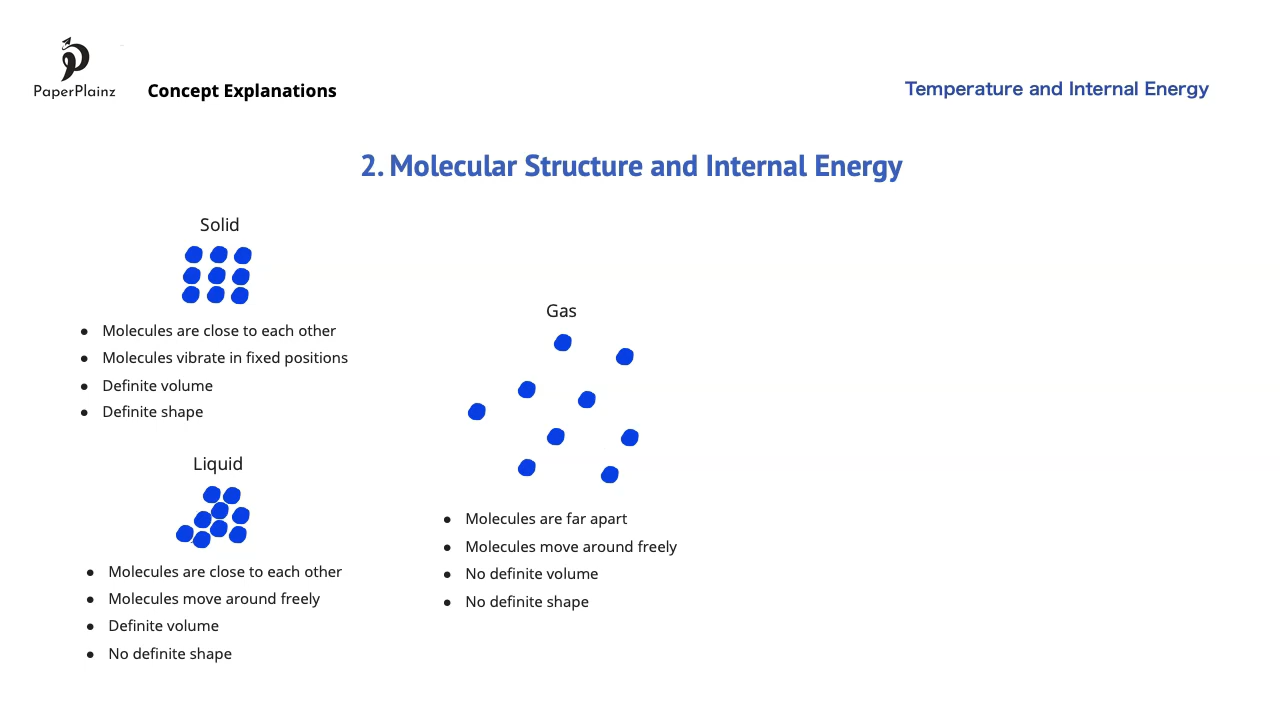 PaperPlainz
Concept Explanations
Temperature and Internal Energy
2. Molecular Structure and Internal Energy
Solid
● Molecules are close to each other
● Molecules vibrate in fixed positions
● Definite volume
● Definite shape
Liquid
● Molecules are close to each other
● Molecules move around freely
● Definite volume
● No definite shape
Gas
● Molecules are far apart
● Molecules move around freely
● No definite volume
● No definite shape